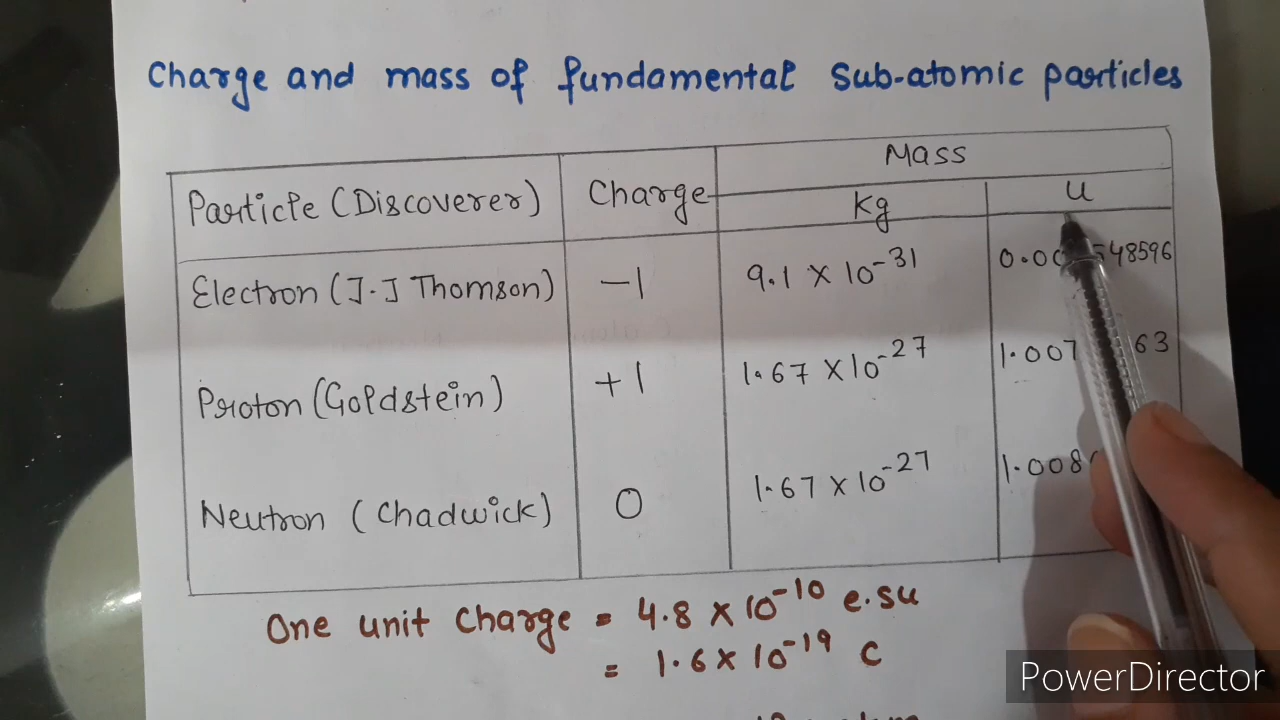 Charge and mass of fundamental sub-atomic particles
Particle (Discoverer) Charge Mass
kg u
Electron (J.J Thomson) -1 9.1 × 10⁻³¹
Proton (Goldstein) +1 1.67 ×10⁻²⁷
Neutron (Chadwick) 0 1.67 × 10⁻²⁷
One unit charge = 4.8 × 10⁻¹⁰ e.su
= 1.6× 10⁻¹⁹ C
PowerDirector